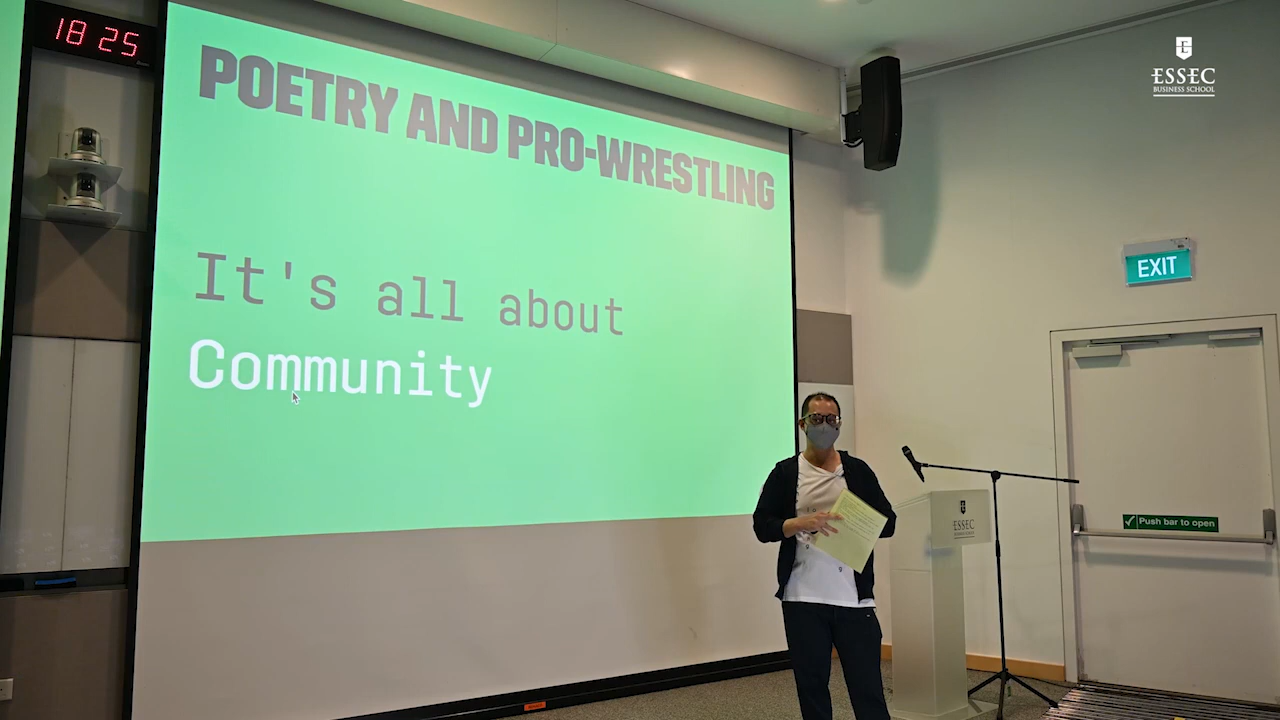 18 25
POETRY AND PRO-WRESTLING
It's all about
Community
ESSEC
BUSINESS SCHOOL
EXIT
Push bar to open
ESSEC